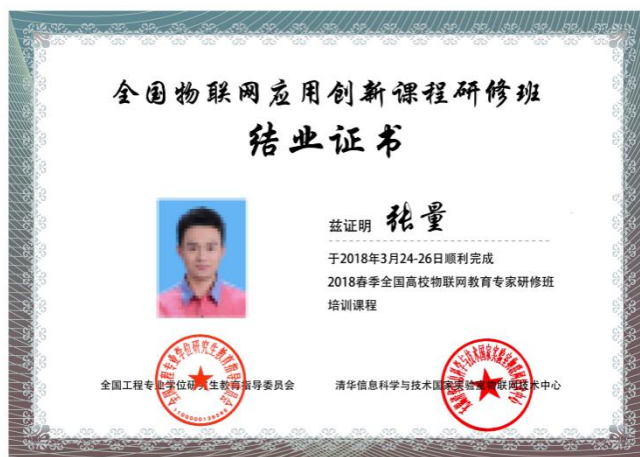 全国物联网应用创新课程研修班
结业证书
兹证明 张量
于2018年3月24-26日顺利完成
2018春季全国高校物联网教育专家研修班
培训课程
全国工程专业学位研究生教育指导委员会
清华信息科学与技术国家实验室物联网技术中心